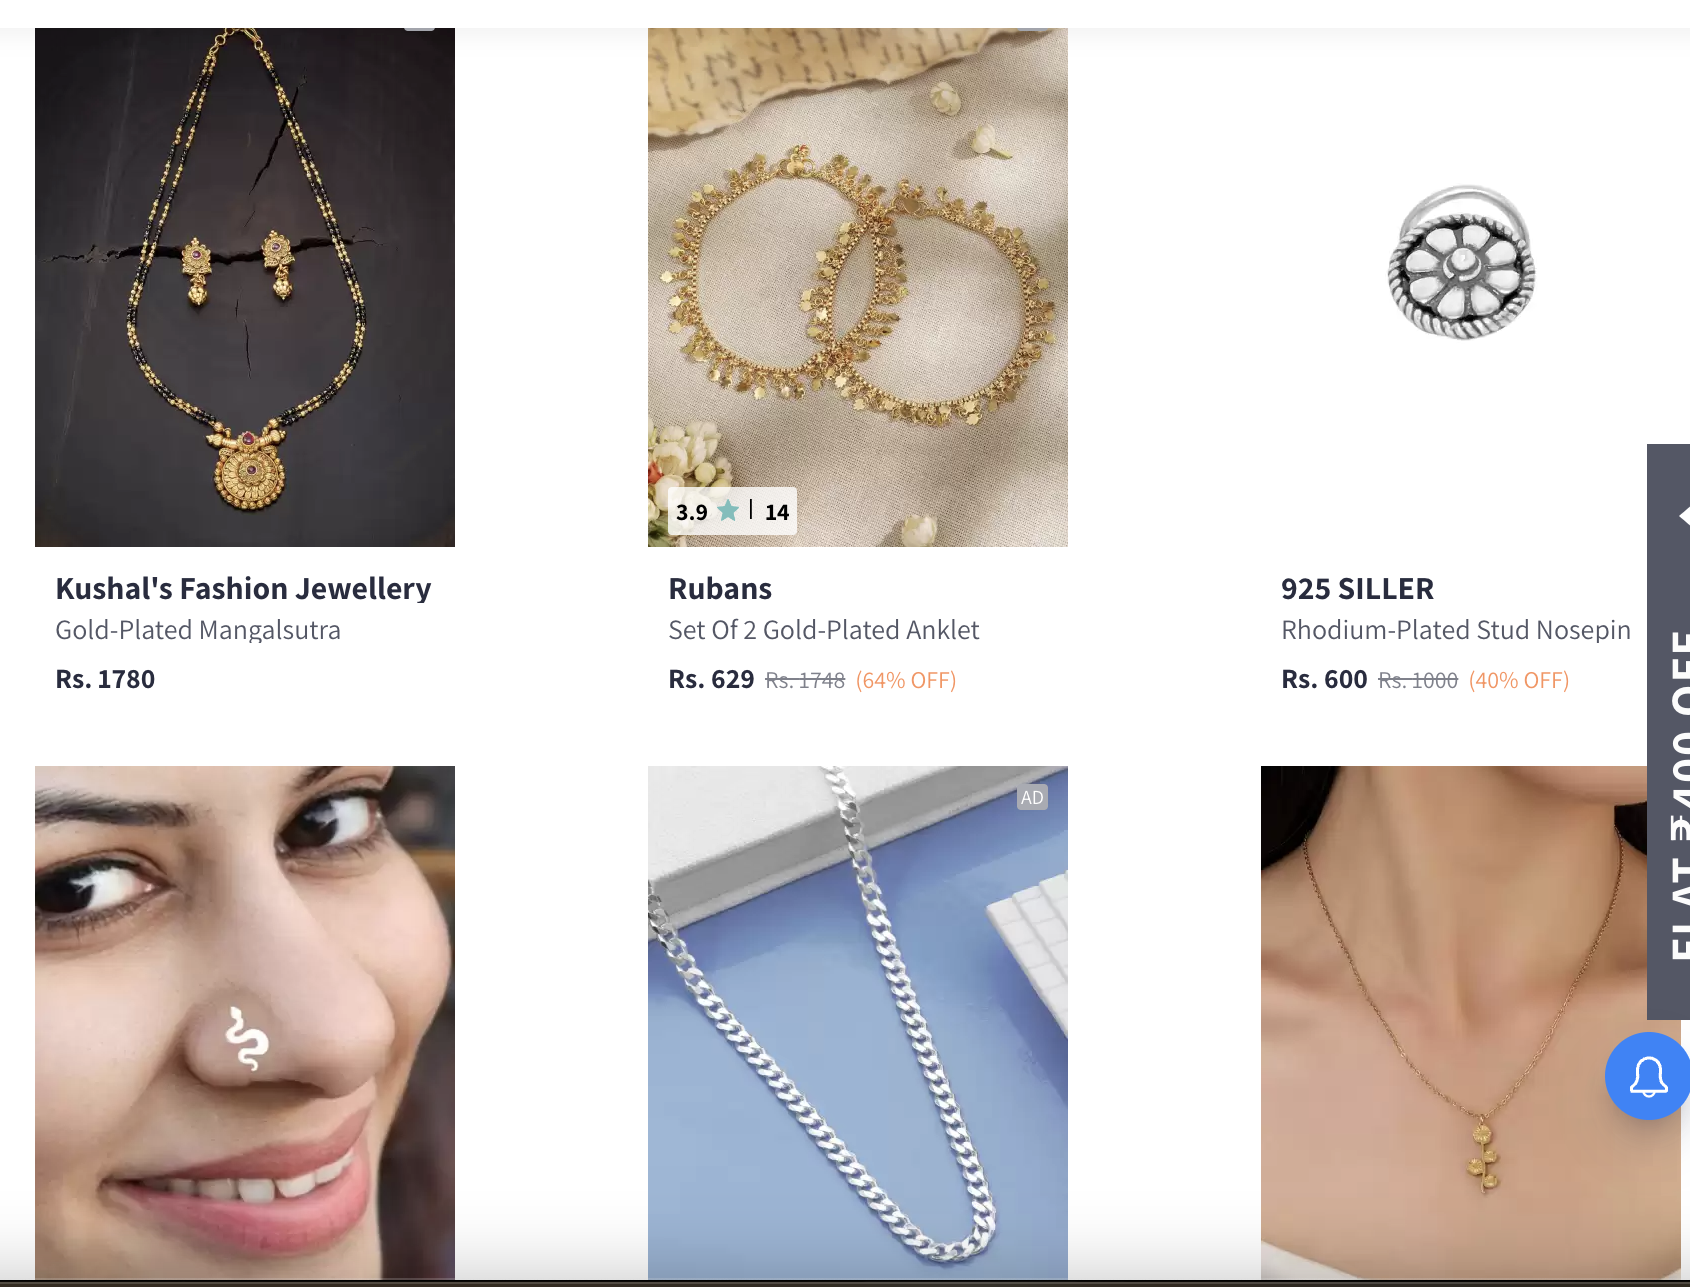 3.9 ★ | 14
Kushal's Fashion Jewellery
Gold-Plated Mangalsutra
Rs. 1780
Rubans
Set Of 2 Gold-Plated Anklet
Rs. 629 Rs. 1748 (64% OFF)
925 SILLER
Rhodium-Plated Stud Nosepin
Rs. 600 Rs. 1000 (40% OFF)
FLAT ₹400 OFF
AD